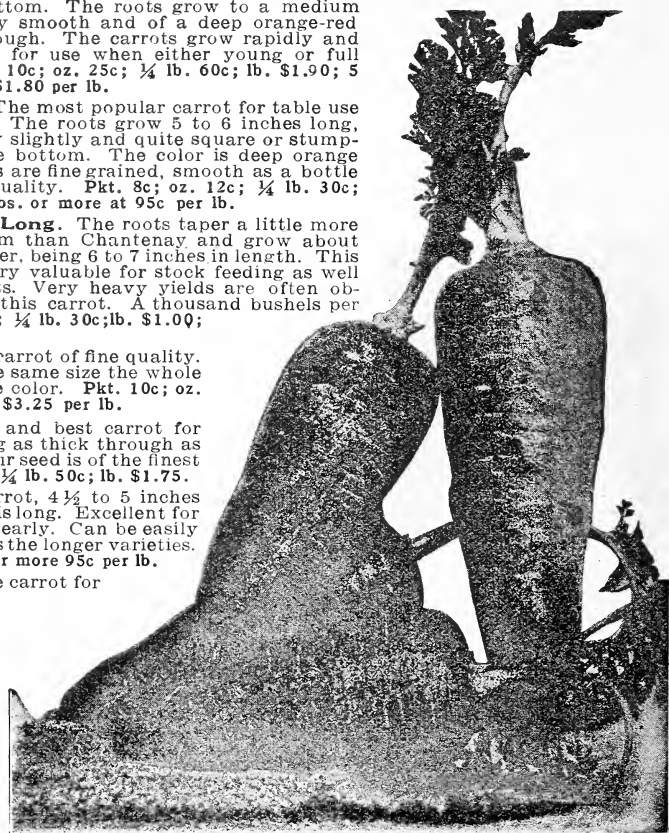 ttom. The roots grow to a medium
y smooth and of a deep orange-red
ough. The carrots grow rapidly and
for use when either young or full
10c; oz. 25c; ¼ lb. 60c; lb. $1.90; 5
$1.80 per lb.
The most popular carrot for table use
The roots grow 5 to 6 inches long,
r slightly and quite square or stump-
e bottom. The color is deep orange
s are fine grained, smooth as a bottle
uality. Pkt. 8c; oz. 12c; ¼ lb. 30c;
bs. or more at 95c per lb.
Long. The roots taper a little more
m than Chantenay and grow about
er, being 6 to 7 inches in length. This
ry valuable for stock feeding as well
s. Very heavy yields are often ob-
this carrot. A thousand bushels per
; ¼ lb. 30c; lb. $1.00;
carrot of fine quality.
e same size the whole
e color. Pkt. 10c; oz.
$3.25 per lb.
and best carrot for
g as thick through as
ur seed is of the finest
¼ lb. 50c; lb. $1.75.
rrot, 4½ to 5 inches
is long. Excellent for
early. Can be easily
s the longer varieties.
r more 95c per lb.
e carrot for